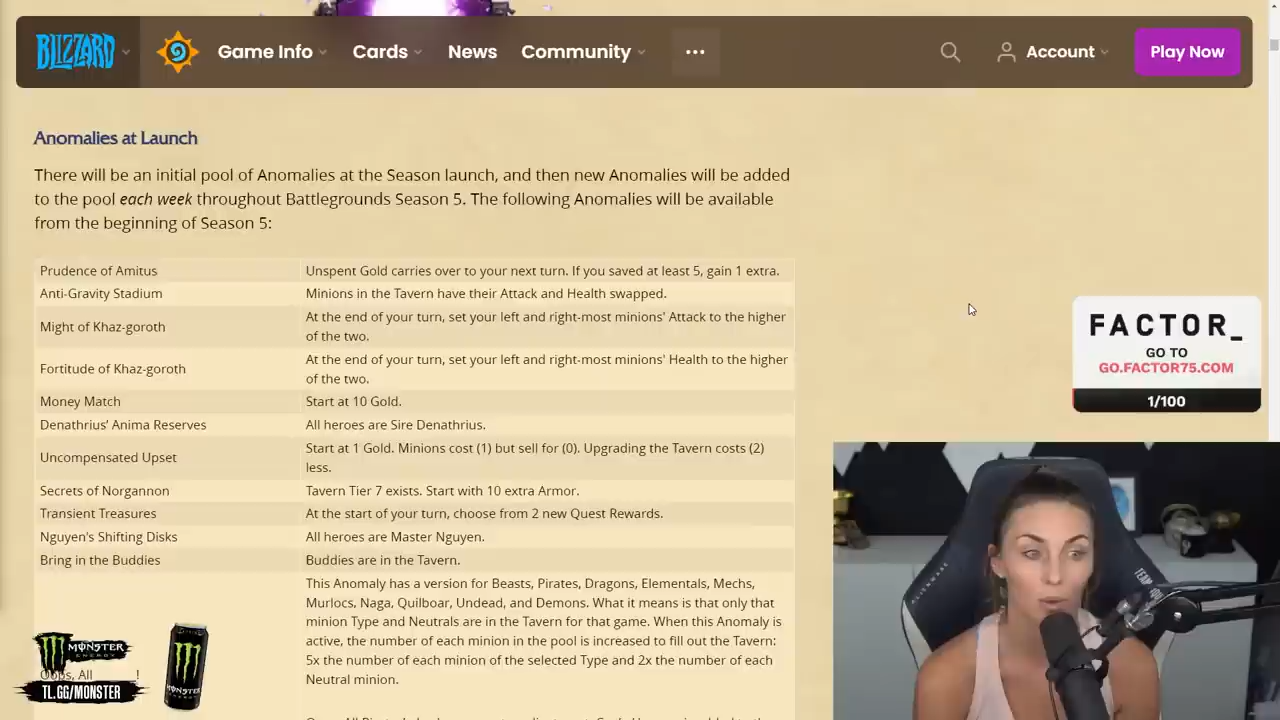 BLIZZARD
Game Info
Cards
News
Community
Account
Play Now
Anomalies at Launch
There will be an initial pool of Anomalies at the Season launch, and then new Anomalies will be added
to the pool each week throughout Battlegrounds Season 5. The following Anomalies will be available
from the beginning of Season 5:
Prudence of Amitus
Unspent Gold carries over to your next turn. If you saved at least 5, gain 1 extra.
Anti-Gravity Stadium
Minions in the Tavern have their Attack and Health swapped.
Might of Khaz-goroth
At the end of your turn, set your left and right-most minions' Attack to the higher
of the two.
Fortitude of Khaz-goroth
At the end of your turn, set your left and right-most minions' Health to the higher
of the two.
Money Match
Start at 10 Gold.
Denathrius' Anima Reserves
All heroes are Sire Denathrius.
Uncompensated Upset
Start at 1 Gold. Minions cost (1) but sell for (0). Upgrading the Tavern costs (2)
less.
Secrets of Norgannon
Tavern Tier 7 exists. Start with 10 extra Armor.
Transient Treasures
At the start of your turn, choose from 2 new Quest Rewards.
Nguyen's Shifting Disks
All heroes are Master Nguyen.
Bring in the Buddies
Buddies are in the Tavern.
This Anomaly has a version for Beasts, Pirates, Dragons, Elementals, Mechs,
Murlocs, Naga, Quilboar, Undead, and Demons. What it means is that only that
minion Type and Neutrals are in the Tavern for that game. When this Anomaly is
active, the number of each minion in the pool is increased to fill out the Tavern:
5x the number of each minion of the selected Type and 2x the number of each
Neutral minion.
Oops, All !
FACTOR_
GO TO
GO.FACTOR75.COM
1/100
MONSTER
ENERGY
TL.GG/MONSTER
MONSTER